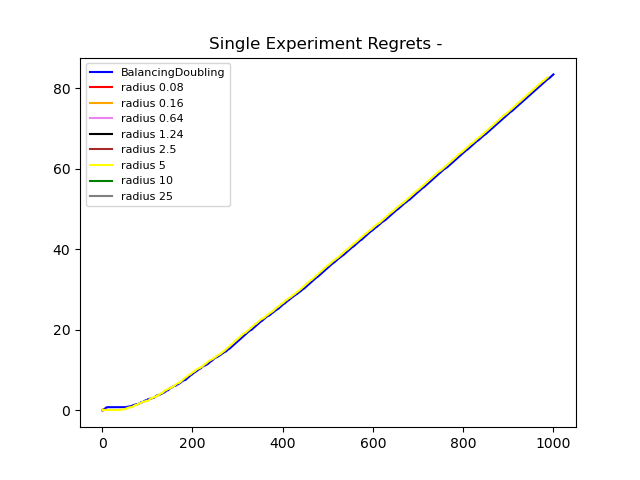 Single Experiment Regrets -
BalancingDoubling
radius 0.08
radius 0.16
radius 0.64
radius 1.24
radius 2.5
radius 5
radius 10
radius 25
80
60
40
20
0
0 200 400 600 800 1000